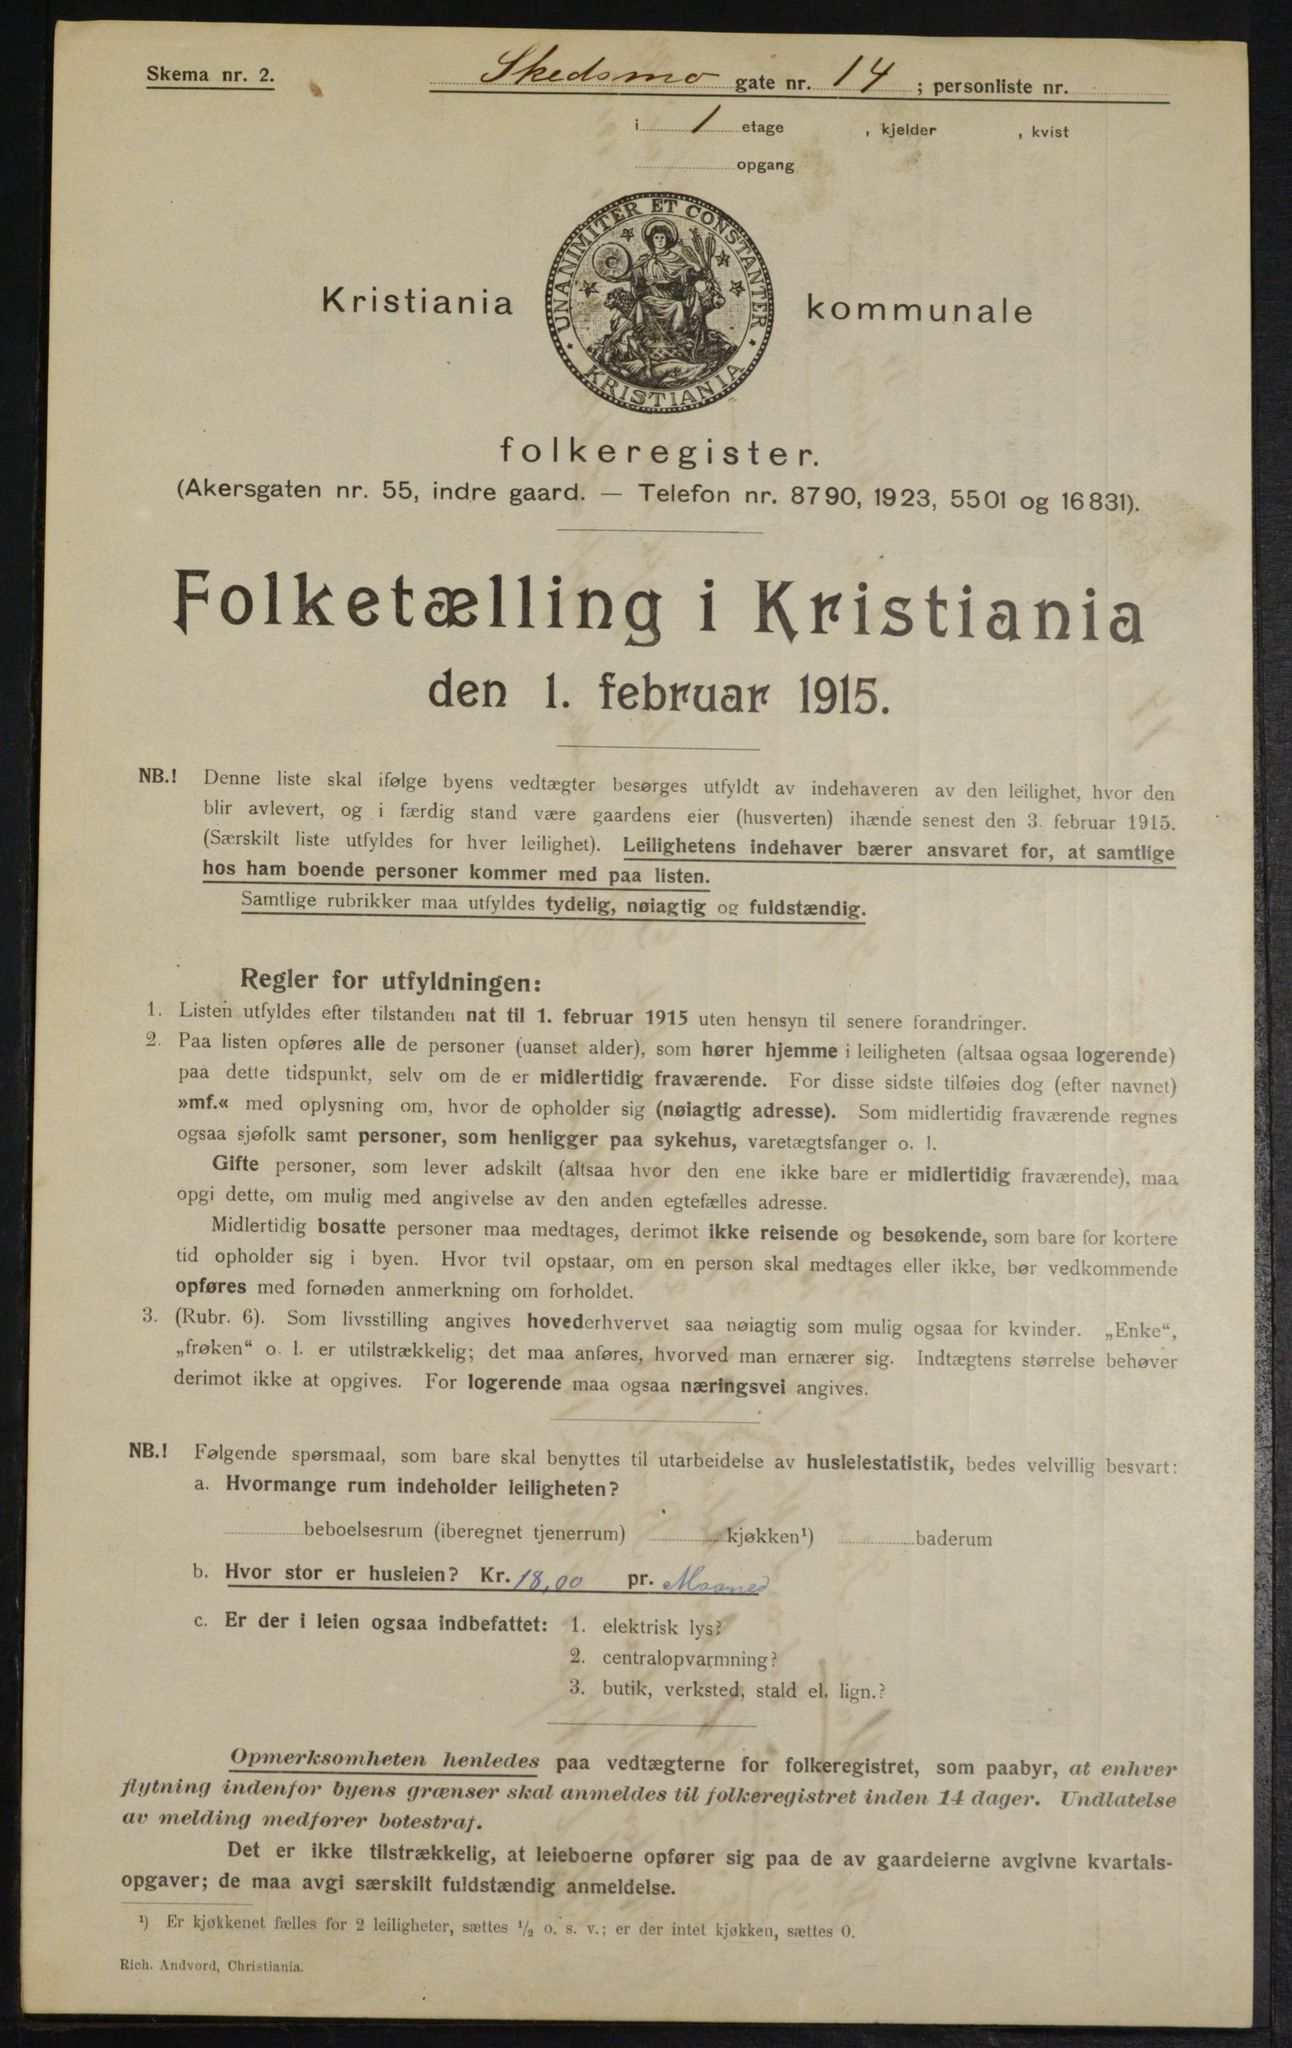 Skema nr. 2.
Skedsmo gate nr. 14 ; personliste nr.
i 1 etage , kjelder , kvist
opgang
UNANIMITER ET CONSTANTER · KRISTIANIA ·
Kristiania kommunale
folkeregister.
(Akersgaten nr. 55, indre gaard. — Telefon nr. 8790, 1923, 5501 og 16831).
Folketælling i Kristiania
den 1. februar 1915.
NB.! Denne liste skal ifølge byens vedtægter besørges utfyldt av indehaveren av den leilighet, hvor den
blir avlevert, og i færdig stand være gaardens eier (husverten) ihænde senest den 3. februar 1915.
(Særskilt liste utfyldes for hver leilighet). Leilighetens indehaver bærer ansvaret for, at samtlige
hos ham boende personer kommer med paa listen.
Samtlige rubrikker maa utfyldes tydelig, nøiagtig og fuldstændig.
Regler for utfyldningen:
1. Listen utfyldes efter tilstanden nat til 1. februar 1915 uten hensyn til senere forandringer.
2. Paa listen opføres alle de personer (uanset alder), som hører hjemme i leiligheten (altsaa ogsaa logerende)
paa dette tidspunkt, selv om de er midlertidig fraværende. For disse sidste tilføies dog (efter navnet)
»mf.« med oplysning om, hvor de opholder sig (nøiagtig adresse). Som midlertidig fraværende regnes
ogsaa sjøfolk samt personer, som henligger paa sykehus, varetægtsfanger o. l.
Gifte personer, som lever adskilt (altsaa hvor den ene ikke bare er midlertidig fraværende), maa
opgi dette, om mulig med angivelse av den anden egtefælles adresse.
Midlertidig bosatte personer maa medtages, derimot ikke reisende og besøkende, som bare for kortere
tid opholder sig i byen. Hvor tvil opstaar, om en person skal medtages eller ikke, bør vedkommende
opføres med fornøden anmerkning om forholdet.
3. (Rubr. 6). Som livsstilling angives hovederhvervet saa nøiagtig som mulig ogsaa for kvinder. „Enke“,
„frøken“ o. l. er utilstrækkelig; det maa anføres, hvorved man ernærer sig. Indtægtens størrelse behøver
derimot ikke at opgives. For logerende maa ogsaa næringsvei angives.
NB.! Følgende spørsmaal, som bare skal benyttes til utarbeidelse av husleiestatistik, bedes velvillig besvart:
a. Hvormange rum indeholder leiligheten?
beboelsesrum (iberegnet tjenerrum) kjøkken¹) baderum
b. Hvor stor er husleien? Kr. 18,00 pr. Maaned
c. Er der i leien ogsaa indbefattet: 1. elektrisk lys?
2. centralopvarmning?
3. butik, verksted, stald el. lign.?
Opmerksomheten henledes paa vedtægterne for folkeregistret, som paabyr, at enhver
flytning indenfor byens grænser skal anmeldes til folkeregistret inden 14 dager. Undlatelse
av melding medfører botestraf.
Det er ikke tilstrækkelig, at leieboerne opfører sig paa de av gaardeierne avgivne kvartals-
opgaver; de maa avgi særskilt fuldstændig anmeldelse.
¹) Er kjøkkenet fælles for 2 leiligheter, sættes ½ o. s. v.; er der intet kjøkken, sættes 0.
Rich. Andvord, Christiania.